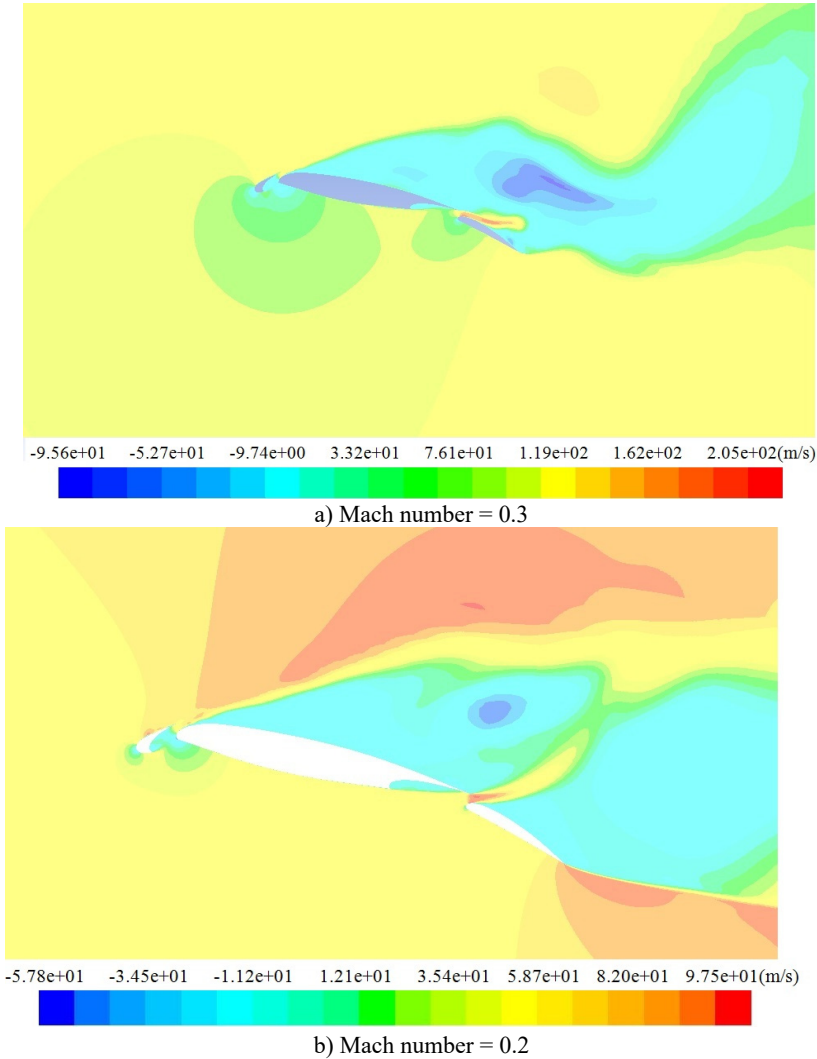 -9.56e+01 -5.27e+01 -9.74e+00 3.32e+01 7.61e+01 1.19e+02 1.62e+02 2.05e+02(m/s)
a) Mach number = 0.3
-5.78e+01 -3.45e+01 -1.12e+01 1.21e+01 3.54e+01 5.87e+01 8.20e+01 9.75e+01(m/s)
b) Mach number = 0.2